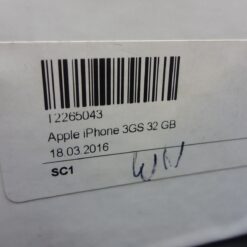 12265043
Apple iPhone 3GS 32 GB
18.03.2016
SC1